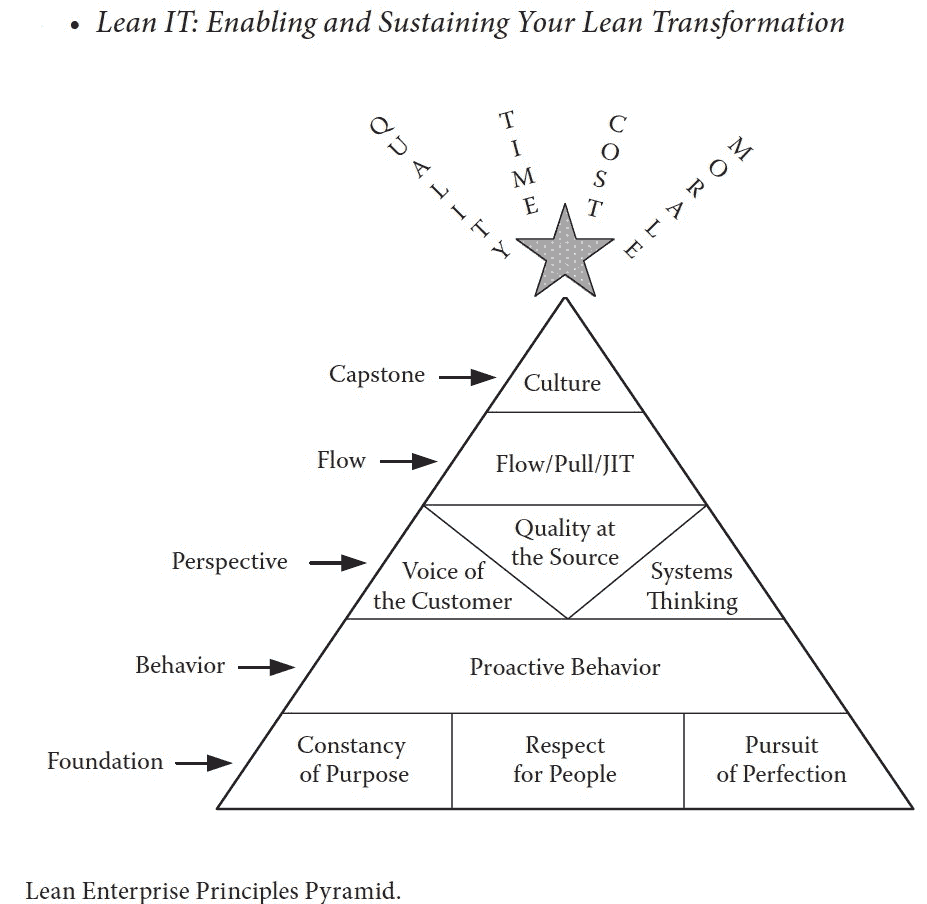 • Lean IT: Enabling and Sustaining Your Lean Transformation
QUALITY
TIME
COST
MORALE
Capstone
Culture
Flow
Flow/Pull/JIT
Perspective
Quality at
the Source
Voice of
the Customer
Systems
Thinking
Behavior
Proactive Behavior
Foundation
Constancy
of Purpose
Respect
for People
Pursuit
of Perfection
Lean Enterprise Principles Pyramid.